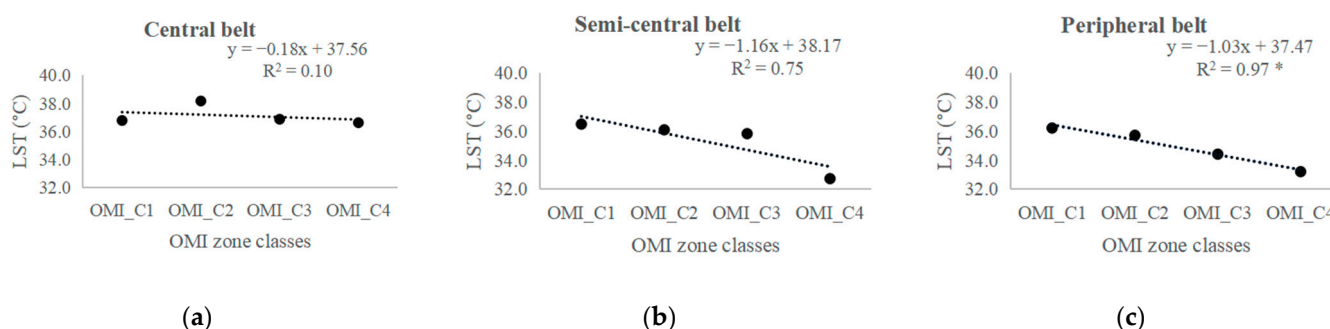 Central belt
y = −0.18x + 37.56
R² = 0.10
40.0
38.0
36.0
34.0
32.0
LST (°C)
OMI_C1 OMI_C2 OMI_C3 OMI_C4
OMI zone classes
(a)
Semi-central belt
y = −1.16x + 38.17
R² = 0.75
40.0
38.0
36.0
34.0
32.0
LST (°C)
OMI_C1 OMI_C2 OMI_C3 OMI_C4
OMI zone classes
(b)
Peripheral belt
y = −1.03x + 37.47
R² = 0.97 *
40.0
38.0
36.0
34.0
32.0
LST (°C)
OMI_C1 OMI_C2 OMI_C3 OMI_C4
OMI zone classes
(c)